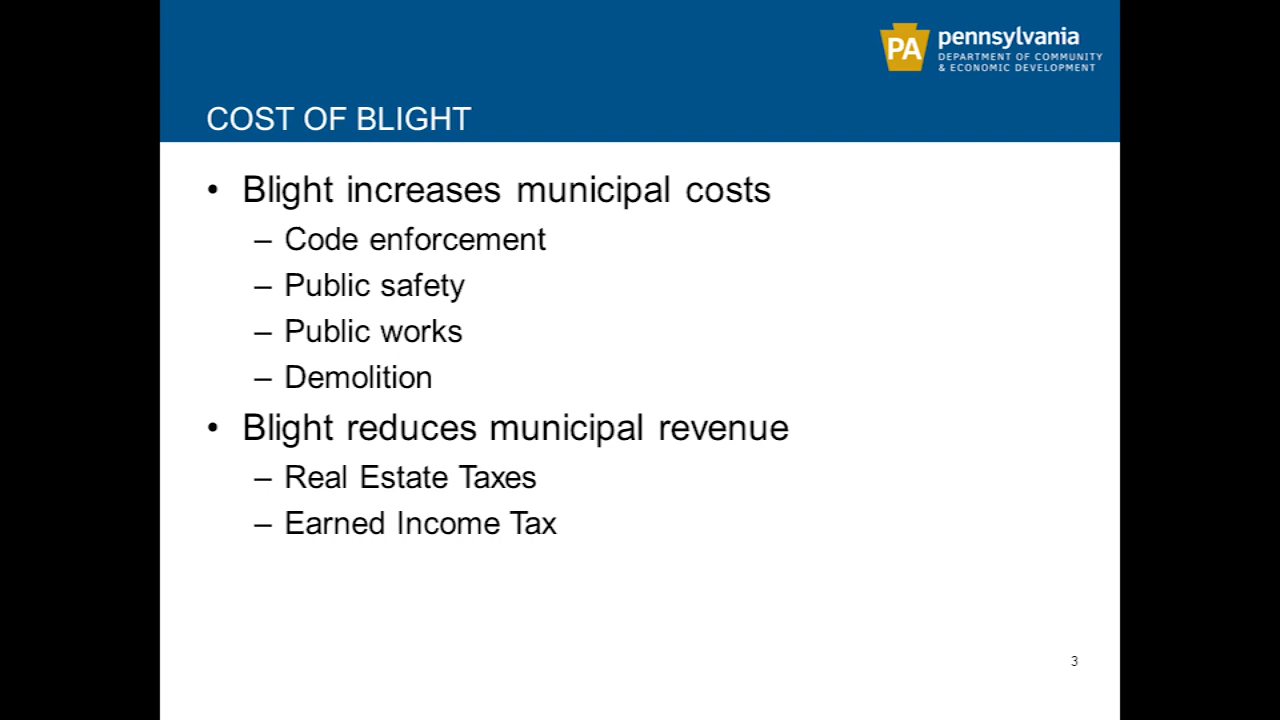 PA pennsylvania
DEPARTMENT OF COMMUNITY
& ECONOMIC DEVELOPMENT
COST OF BLIGHT
• Blight increases municipal costs
– Code enforcement
– Public safety
– Public works
– Demolition
• Blight reduces municipal revenue
– Real Estate Taxes
– Earned Income Tax
3